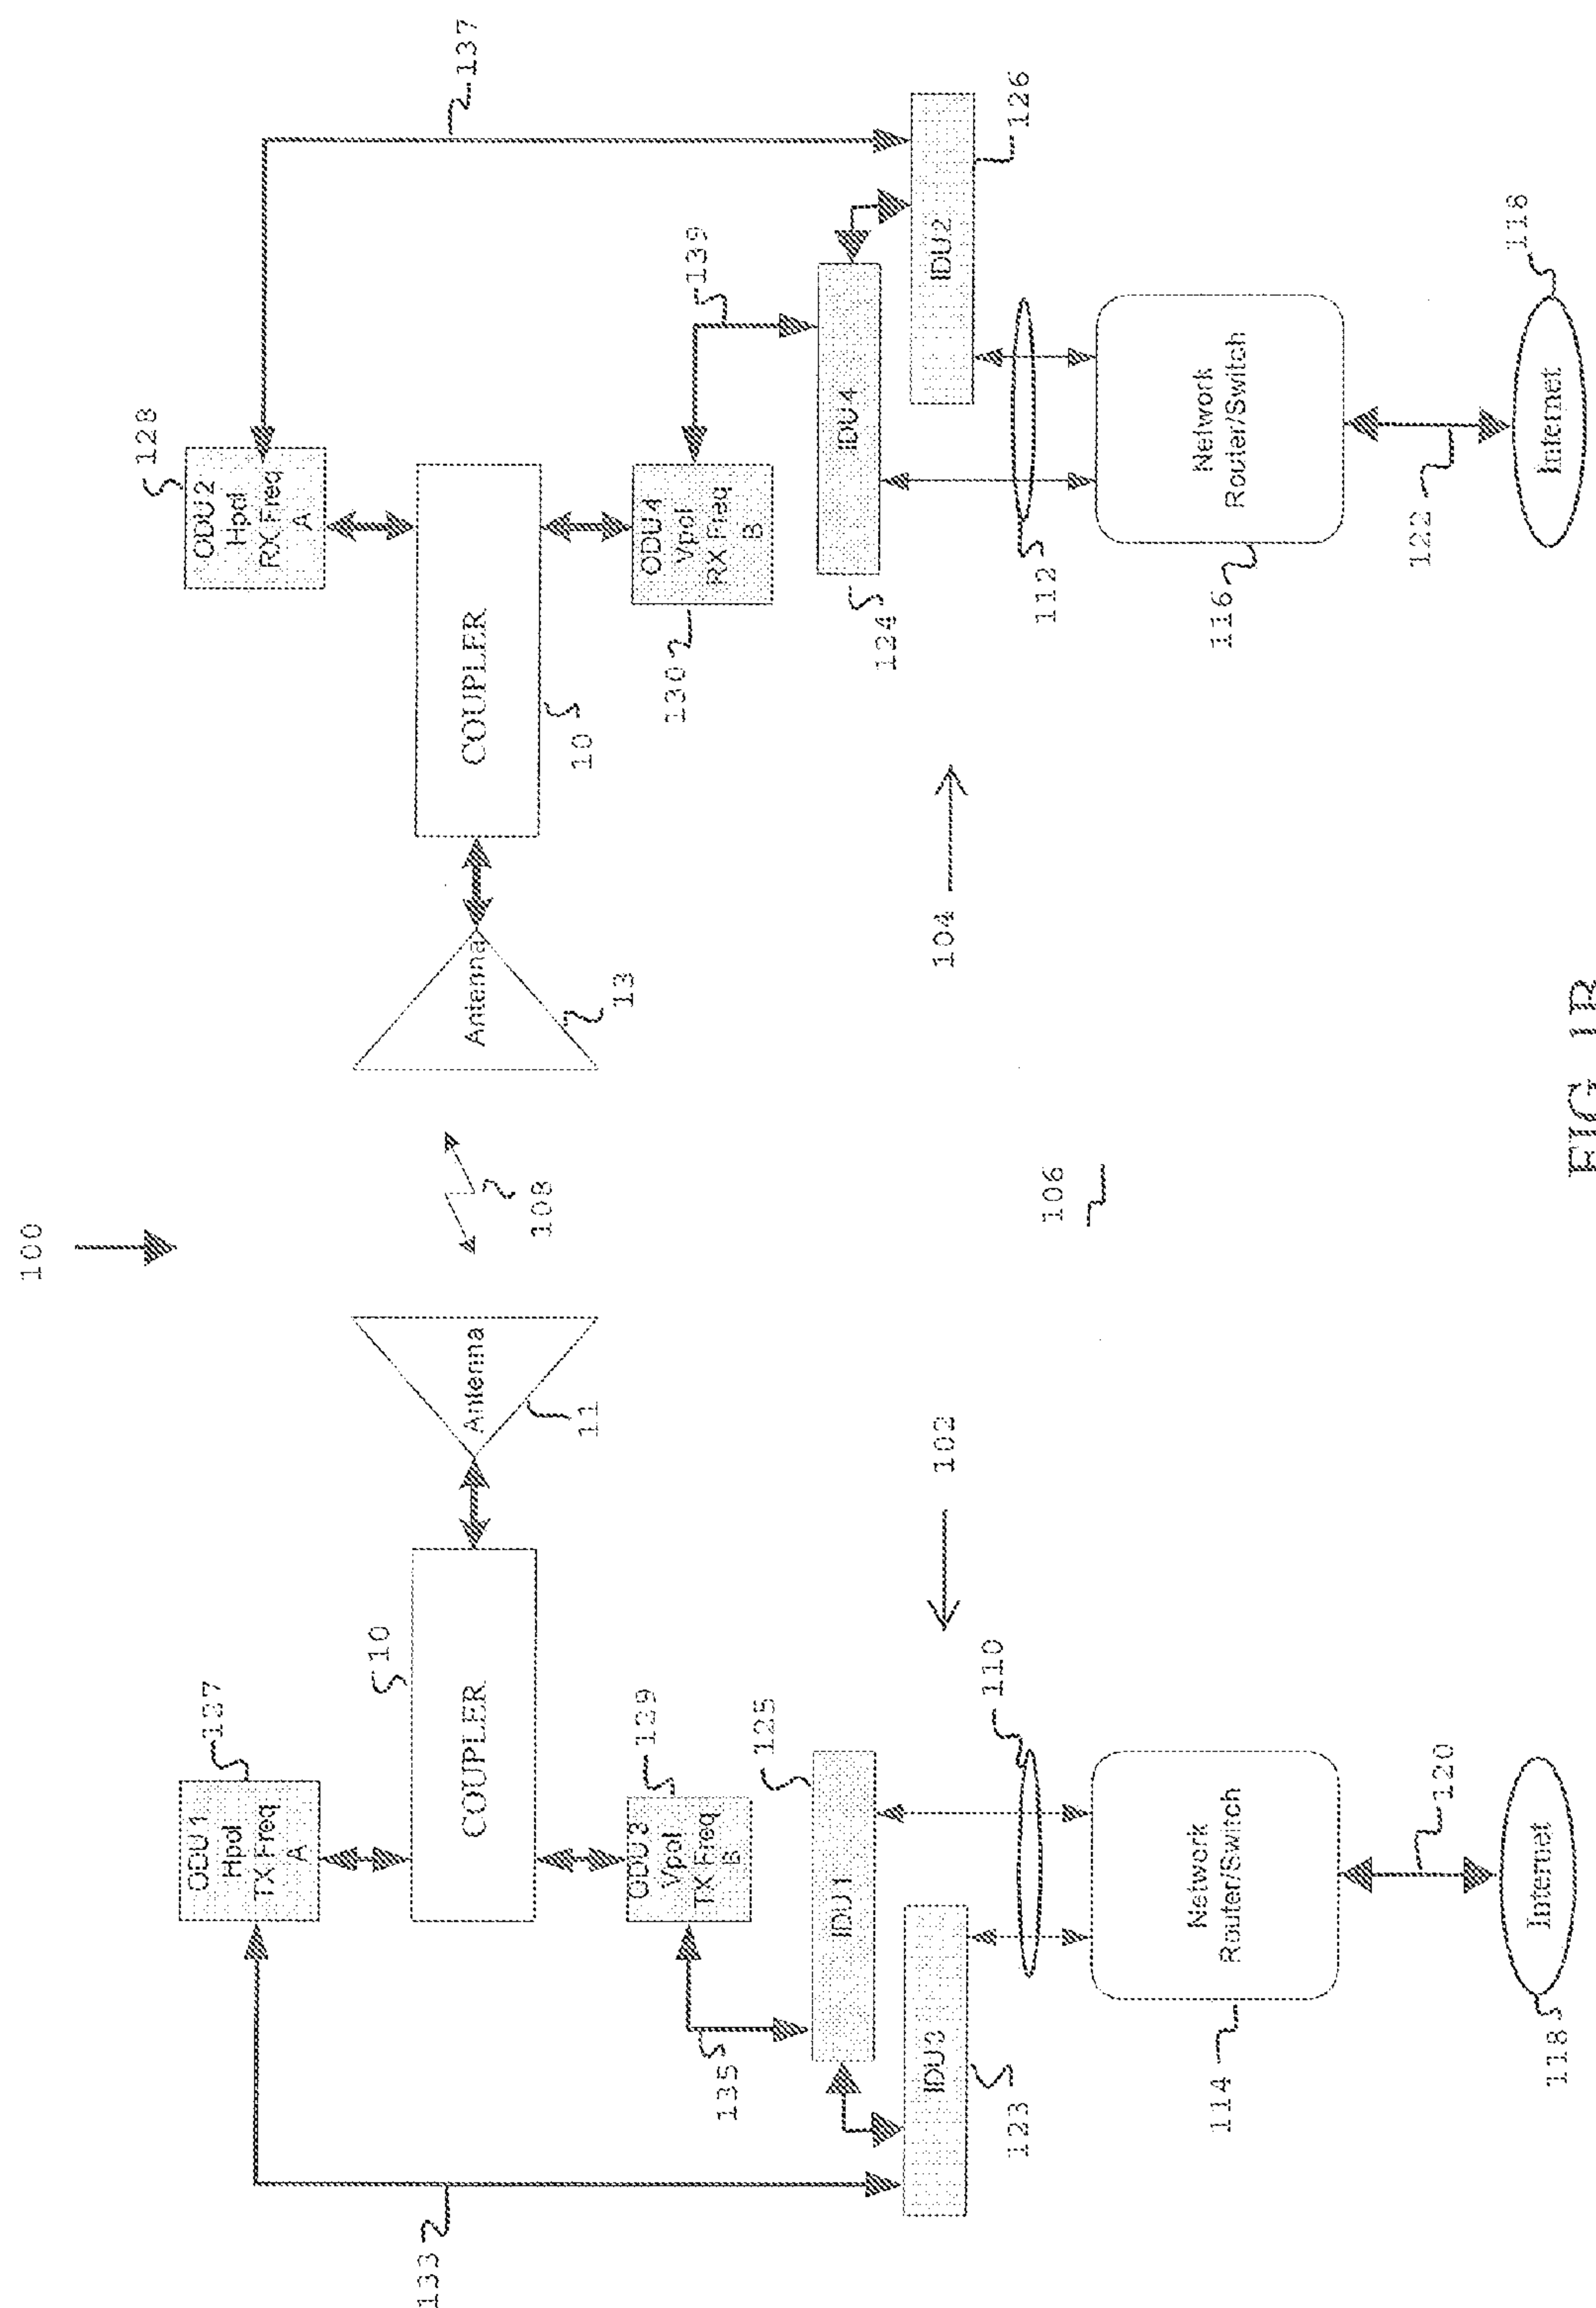 100
137
128
ODU2
Hpol
RX Freq
A
COUPLER
10
Antenna
13
ODU4
Vpol
RX Freq
B
130
139
IDU4
124
IDU2
126
112
Network
Router/Switch
116
122
Internet
118
104
108
106
127
ODU1
Hpol
TX Freq
A
COUPLER
10
Antenna
11
ODU3
Vpol
TX Freq
B
129
133
135
IDU1
125
IDU3
123
102
110
Network
Router/Switch
114
120
Internet
118
FIG. 1B